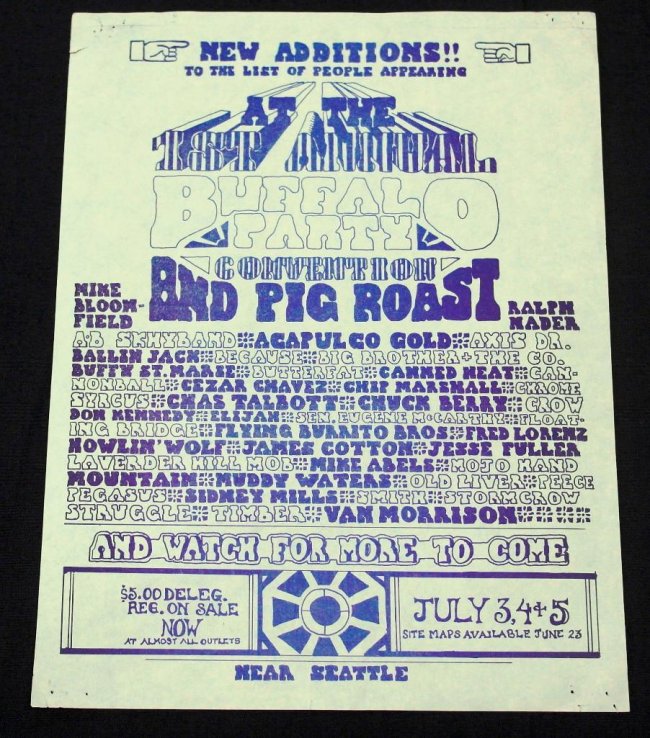 NEW ADDITIONS!!
TO THE LIST OF PEOPLE APPEARING
AT THE
1ST ANNUAL
BUFFALO
PARTY
CONVENTION
AND PIG ROAST
MIKE
BLOOM-
FIELD
RALPH
NADER
AB SKHY BAND ACAPULCO GOLD AXIS DR.
BALLIN JACK BECAUSE BIG BROTHER + THE CO.
BUFFY ST. MARIE BUTTERFAT CANNED HEAT CAN-
NONBALL CEZAR CHAVEZ CHIP MARSHALL CHROME
SYRCUS CHAS TALBOTT CHUCK BERRY CROW
DON KENNEDY ELIJAH SEN. EUGENE McCARTHY FLOAT-
ING BRIDGE FLYING BURRITO BROS FRED LORENZ
HOWLIN' WOLF JAMES COTTON JESSE FULLER
LAVERDER HILL MOB MIKE ABELS MOJO HAND
MOUNTAIN MUDDY WATERS OLD LIVER PEECE
PEGASUS SIDNEY MILLS SMITH STORMCROW
STRUGGLE TIMBER VAN MORRISON
AND WATCH FOR MORE TO COME
$5.00 DELEG.
REG. ON SALE
NOW
AT ALMOST ALL OUTLETS
JULY 3, 4 + 5
SITE MAPS AVAILABLE JUNE 23
NEAR SEATTLE